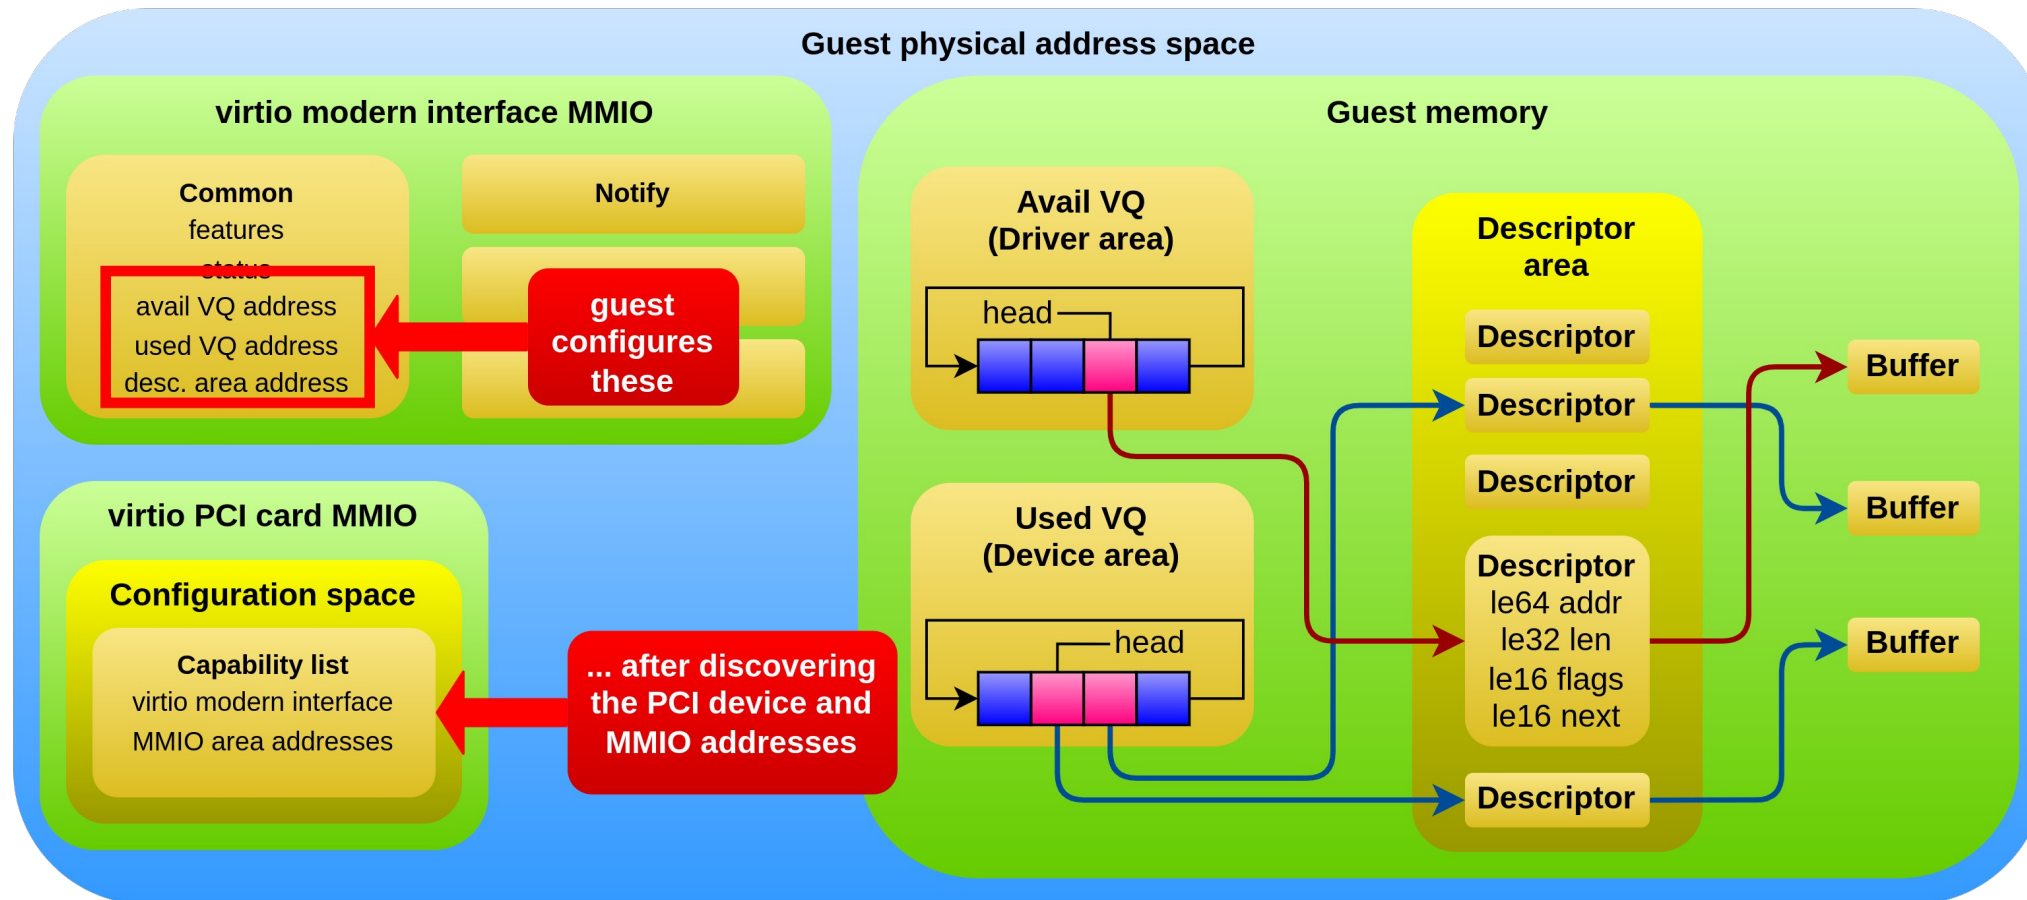 Guest physical address space
virtio modern interface MMIO
Common
features
status
avail VQ address
used VQ address
desc. area address
Notify
guest
configures
these
virtio PCI card MMIO
Configuration space
Capability list
virtio modern interface
MMIO area addresses
... after discovering
the PCI device and
MMIO addresses
Guest memory
Avail VQ
(Driver area)
head
Used VQ
(Device area)
head
Descriptor
area
Descriptor
Descriptor
Descriptor
Descriptor
le64 addr
le32 len
le16 flags
le16 next
Descriptor
Buffer
Buffer
Buffer